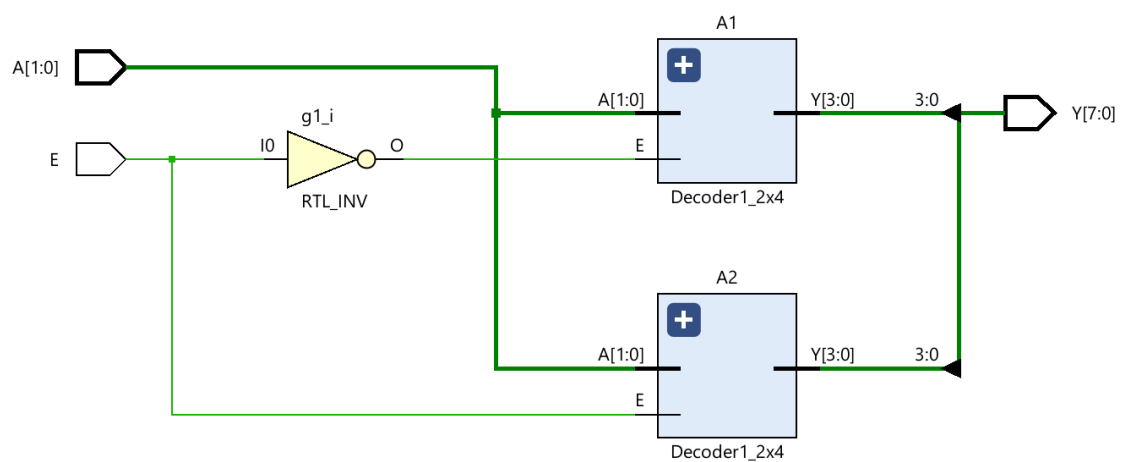 A1
A[1:0]
A[1:0]
Y[3:0]
3:0
Y[7:0]
g1_i
E
I0
O
E
RTL_INV
Decoder1_2x4
A2
A[1:0]
Y[3:0]
3:0
E
Decoder1_2x4